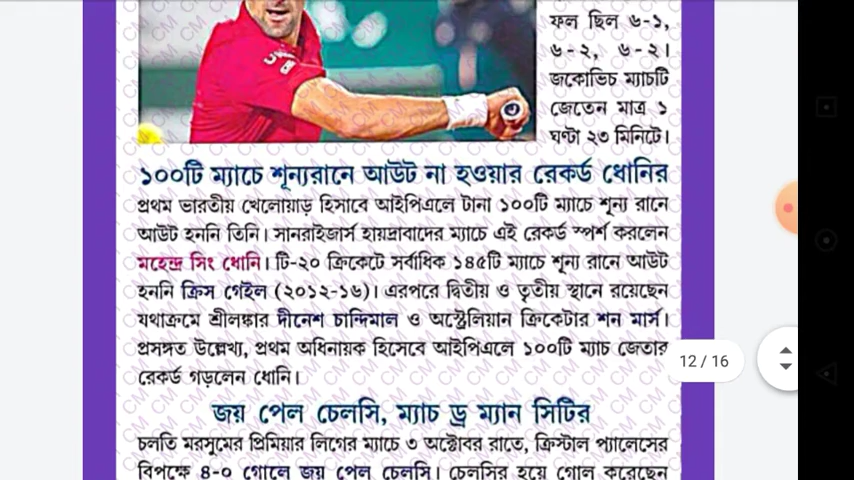 ফল ছিল ৬-১,
৬-২, ৬-২।
জকোভিচ ম্যাচটি
জেতেন মাত্র ১
ঘণ্টা ২৩ মিনিটে।
১০০টি ম্যাচে শূন্যরানে আউট না হওয়ার রেকর্ড ধোনির
প্রথম ভারতীয় খেলোয়াড় হিসাবে আইপিএলে টানা ১০০টি ম্যাচে শূন্য রানে
আউট হননি তিনি। সানরাইজার্স হায়দ্রাবাদের ম্যাচে এই রেকর্ড স্পর্শ করলেন
মহেন্দ্র সিং ধোনি। টি-২০ ক্রিকেটে সর্বাধিক ১৪৫টি ম্যাচে শূন্য রানে আউট
হননি ক্রিস গেইল (২০১২-১৬)। এরপরে দ্বিতীয় ও তৃতীয় স্থানে রয়েছেন
যথাক্রমে শ্রীলঙ্কার দীনেশ চান্দিমাল ও অস্ট্রেলিয়ান ক্রিকেটার শন মার্স।
প্রসঙ্গত উল্লেখ্য, প্রথম অধিনায়ক হিসেবে আইপিএলে ১০০টি ম্যাচ জেতার
রেকর্ড গড়লেন ধোনি।
12 / 16
জয় পেল চেলসি, ম্যাচ ড্র ম্যান সিটির
চলতি মরসুমের প্রিমিয়ার লিগের ম্যাচে ৩ অক্টোবর রাতে, ক্রিস্টাল প্যালেসের
বিপক্ষে ৪-০ গোলে জয় পেল চেলসি। চেলসির হয়ে গোল করেছেন